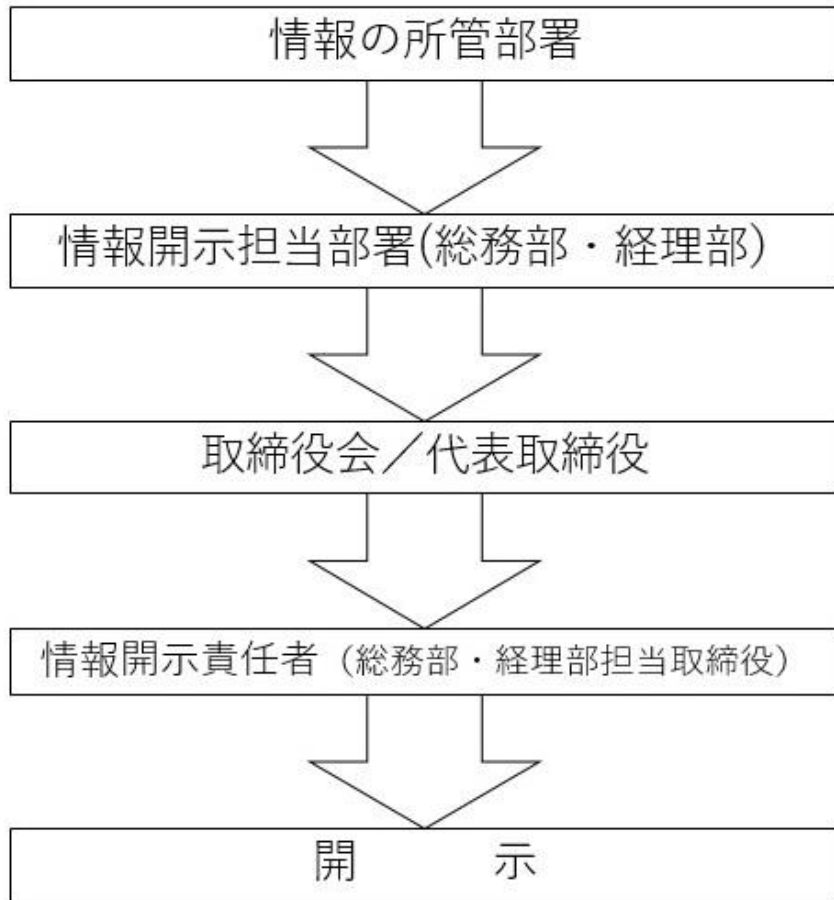 情報の所管部署
情報開示担当部署(総務部・経理部)
取締役会／代表取締役
情報開示責任者（総務部・経理部担当取締役）
開　　　示